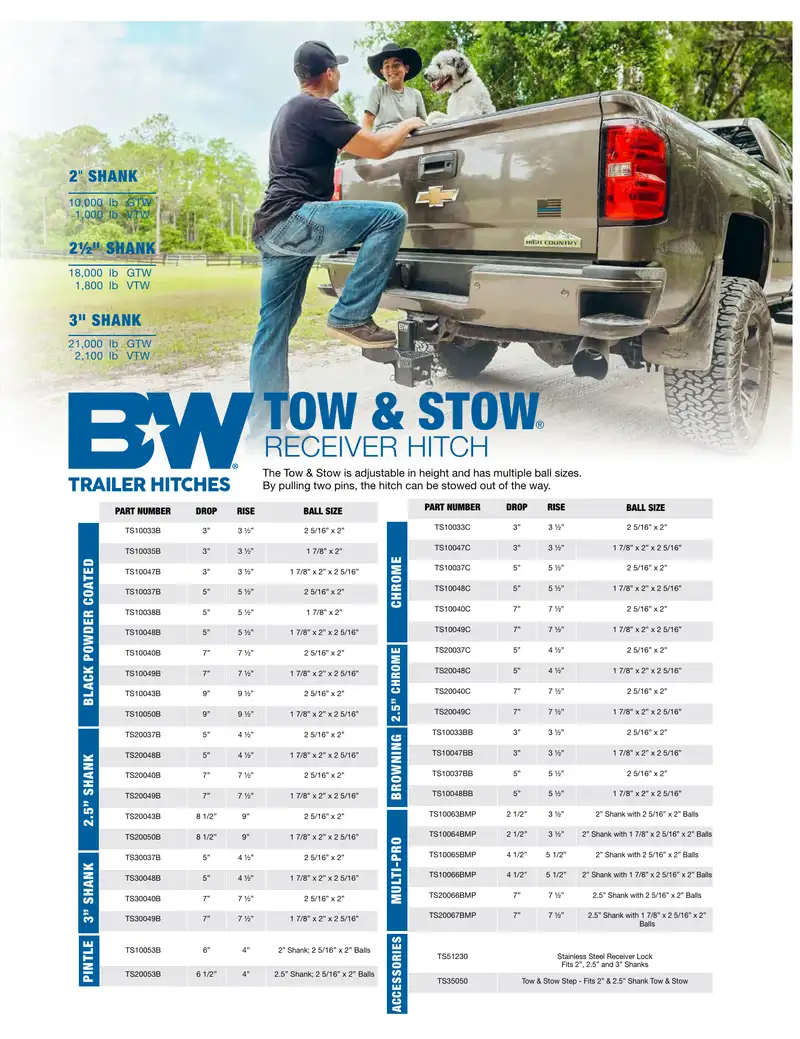 2" SHANK
10,000 lb GTW
1,000 lb VTW
2½" SHANK
18,000 lb GTW
1,800 lb VTW
3" SHANK
21,000 lb GTW
2,100 lb VTW
HIGH COUNTRY
BW
BW®
TRAILER HITCHES
TOW & STOW®
RECEIVER HITCH
The Tow & Stow is adjustable in height and has multiple ball sizes.
By pulling two pins, the hitch can be stowed out of the way.
PART NUMBER DROP RISE BALL SIZE
BLACK POWDER COATED
TS10033B 3” 3 ½” 2 5/16” x 2”
TS10035B 3” 3 ½” 1 7/8” x 2”
TS10047B 3” 3 ½” 1 7/8” x 2” x 2 5/16”
TS10037B 5” 5 ½” 2 5/16” x 2”
TS10038B 5” 5 ½” 1 7/8” x 2”
TS10048B 5” 5 ½” 1 7/8” x 2” x 2 5/16”
TS10040B 7” 7 ½” 2 5/16” x 2”
TS10049B 7” 7 ½” 1 7/8” x 2” x 2 5/16”
TS10043B 9” 9 ½” 2 5/16” x 2”
TS10050B 9” 9 ½” 1 7/8” x 2” x 2 5/16”
2.5” SHANK
TS20037B 5” 4 ½” 2 5/16” x 2”
TS20048B 5” 4 ½” 1 7/8” x 2” x 2 5/16”
TS20040B 7” 7 ½” 2 5/16” x 2”
TS20049B 7” 7 ½” 1 7/8” x 2” x 2 5/16”
TS20043B 8 1/2” 9” 2 5/16” x 2”
TS20050B 8 1/2” 9” 1 7/8” x 2” x 2 5/16”
3” SHANK
TS30037B 5” 4 ½” 2 5/16” x 2”
TS30048B 5” 4 ½” 1 7/8” x 2” x 2 5/16”
TS30040B 7” 7 ½” 2 5/16” x 2”
TS30049B 7” 7 ½” 1 7/8” x 2” x 2 5/16”
PINTLE
TS10053B 6” 4” 2” Shank; 2 5/16” x 2” Balls
TS20053B 6 1/2” 4” 2.5” Shank; 2 5/16” x 2” Balls
PART NUMBER DROP RISE BALL SIZE
CHROME
TS10033C 3” 3 ½” 2 5/16” x 2”
TS10047C 3” 3 ½” 1 7/8” x 2” x 2 5/16”
TS10037C 5” 5 ½” 2 5/16” x 2”
TS10048C 5” 5 ½” 1 7/8” x 2” x 2 5/16”
TS10040C 7” 7 ½” 2 5/16” x 2”
TS10049C 7” 7 ½” 1 7/8” x 2” x 2 5/16”
2.5” CHROME
TS20037C 5” 4 ½” 2 5/16” x 2”
TS20048C 5” 4 ½” 1 7/8” x 2” x 2 5/16”
TS20040C 7” 7 ½” 2 5/16” x 2”
TS20049C 7” 7 ½” 1 7/8” x 2” x 2 5/16”
BROWNING
TS10033BB 3” 3 ½” 2 5/16” x 2”
TS10047BB 3” 3 ½” 1 7/8” x 2” x 2 5/16”
TS10037BB 5” 5 ½” 2 5/16” x 2”
TS10048BB 5” 5 ½” 1 7/8” x 2” x 2 5/16”
MULTI-PRO
TS10063BMP 2 1/2” 3 ½” 2” Shank with 2 5/16” x 2” Balls
TS10064BMP 2 1/2” 3 ½” 2” Shank with 1 7/8” x 2 5/16” x 2” Balls
TS10065BMP 4 1/2” 5 1/2” 2” Shank with 2 5/16” x 2” Balls
TS10066BMP 4 1/2” 5 1/2” 2” Shank with 1 7/8” x 2 5/16” x 2” Balls
TS20066BMP 7” 7 ½” 2.5” Shank with 2 5/16” x 2” Balls
TS20067BMP 7” 7 ½” 2.5” Shank with 1 7/8” x 2 5/16” x 2”
Balls
ACCESSORIES
TS51230 Stainless Steel Receiver Lock
Fits 2”, 2.5” and 3” Shanks
TS35050 Tow & Stow Step - Fits 2” & 2.5” Shank Tow & Stow